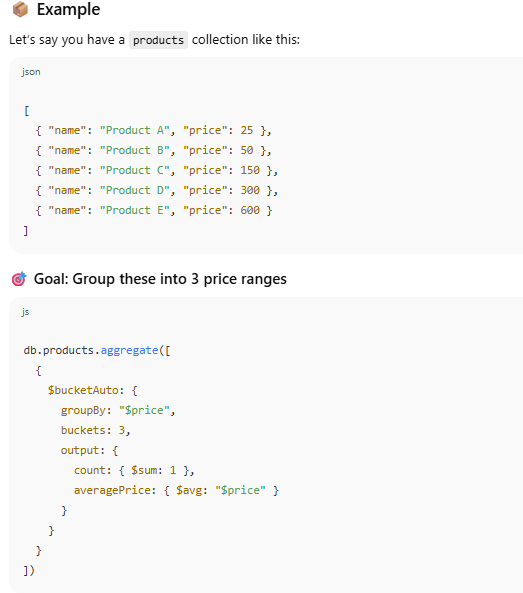 📦 Example
Let's say you have a products collection like this:
json
[
  { "name": "Product A", "price": 25 },
  { "name": "Product B", "price": 50 },
  { "name": "Product C", "price": 150 },
  { "name": "Product D", "price": 300 },
  { "name": "Product E", "price": 600 }
]
🎯 Goal: Group these into 3 price ranges
js
db.products.aggregate([
  {
    $bucketAuto: {
      groupBy: "$price",
      buckets: 3,
      output: {
        count: { $sum: 1 },
        averagePrice: { $avg: "$price" }
      }
    }
  }
])